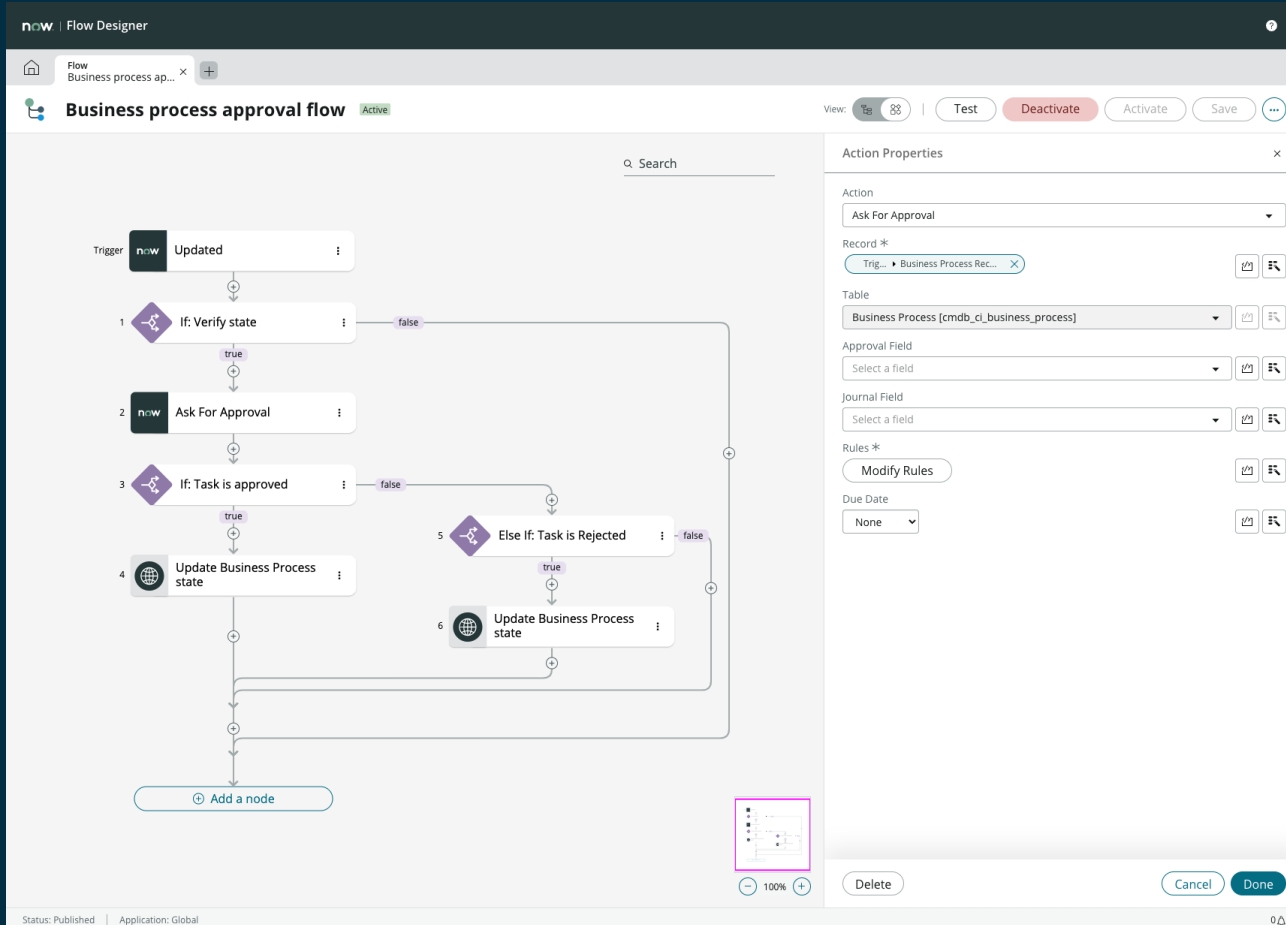 now. | Flow Designer
Flow
Business process ap...
Business process approval flow Active
View: | Test Deactivate Activate Save ...
Search
Trigger now Updated
1 If: Verify state false
true
2 now Ask For Approval
3 If: Task is approved false
true
4 Update Business Process
state
5 Else If: Task is Rejected false
true
6 Update Business Process
state
Add a node
100%
Action Properties
Action
Ask For Approval
Record *
Trig... Business Process Rec...
Table
Business Process [cmdb_ci_business_process]
Approval Field
Select a field
Journal Field
Select a field
Rules *
Modify Rules
Due Date
None
Delete Cancel Done
Status: Published | Application: Global 0